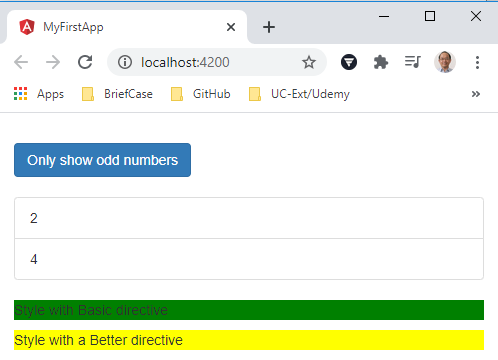 MyFirstApp
localhost:4200
Apps BriefCase GitHub UC-Ext/Udemy »
Only show odd numbers
2
4
Style with Basic directive
Style with a Better directive